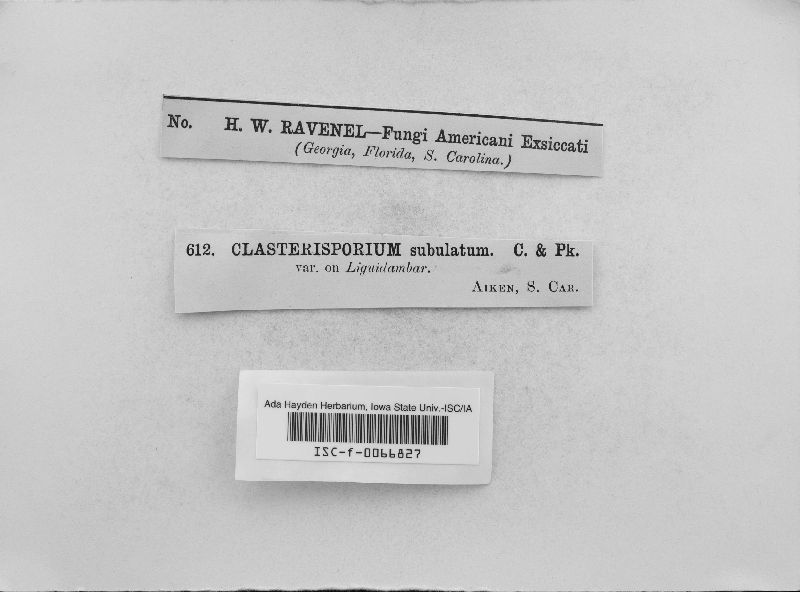 No. H. W. RAVENEL—Fungi Americani Exsiccati
(Georgia, Florida, S. Carolina.)
612. CLASTERISPORIUM subulatum. C. & Pk.
var. on Liquidambar.
AIKEN, S. CAR.
Ada Hayden Herbarium, Iowa State Univ.-ISC/IA
ISC-f-0066827